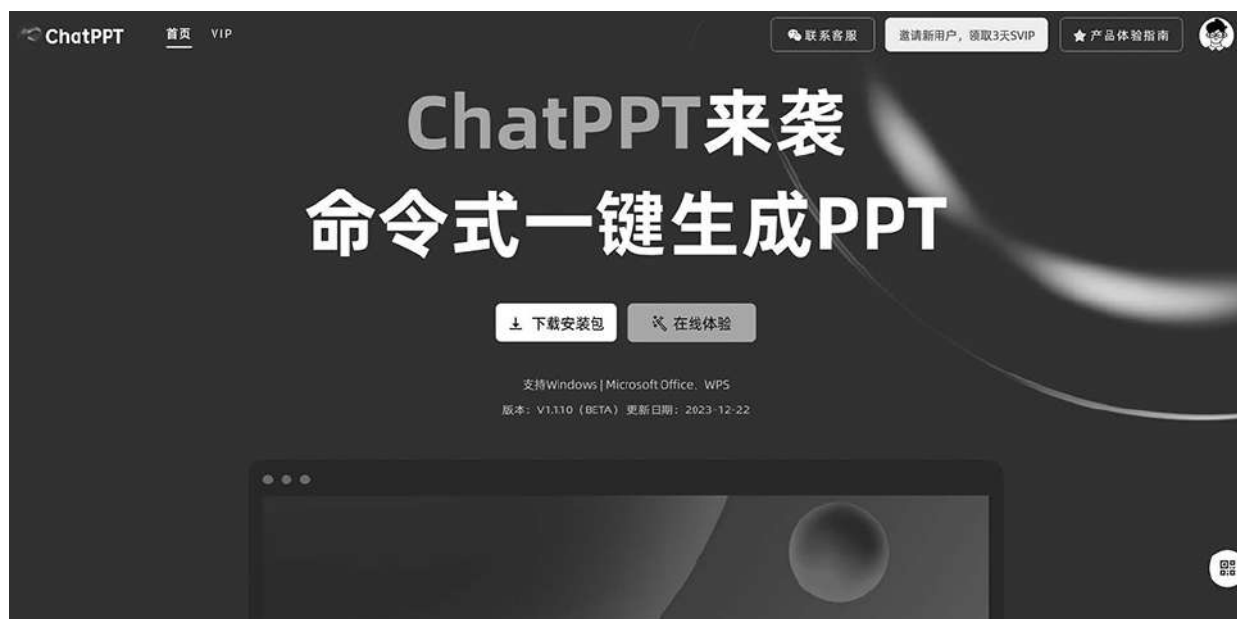 ChatPPT 首页 VIP 联系客服 邀请新用户，领取3天SVIP 产品体验指南
ChatPPT来袭
命令式一键生成PPT
下载安装包 在线体验
支持Windows | Microsoft Office、WPS
版本：V1.1.10（BETA）更新日期：2023-12-22